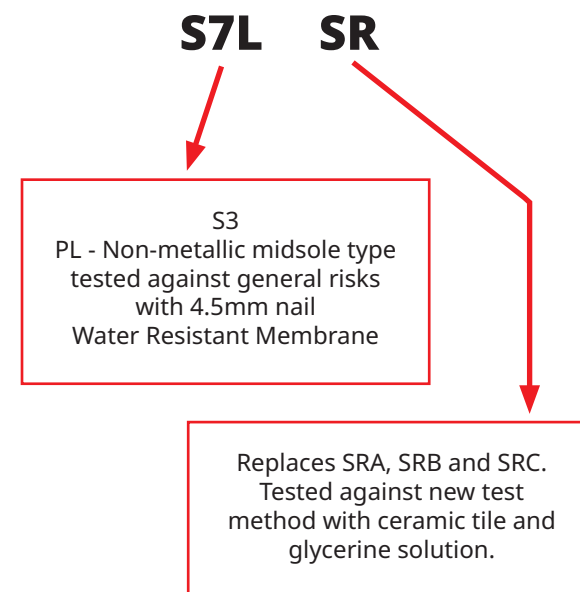 S7L SR
S3
PL - Non-metallic midsole type
tested against general risks
with 4.5mm nail
Water Resistant Membrane
Replaces SRA, SRB and SRC.
Tested against new test
method with ceramic tile and
glycerine solution.